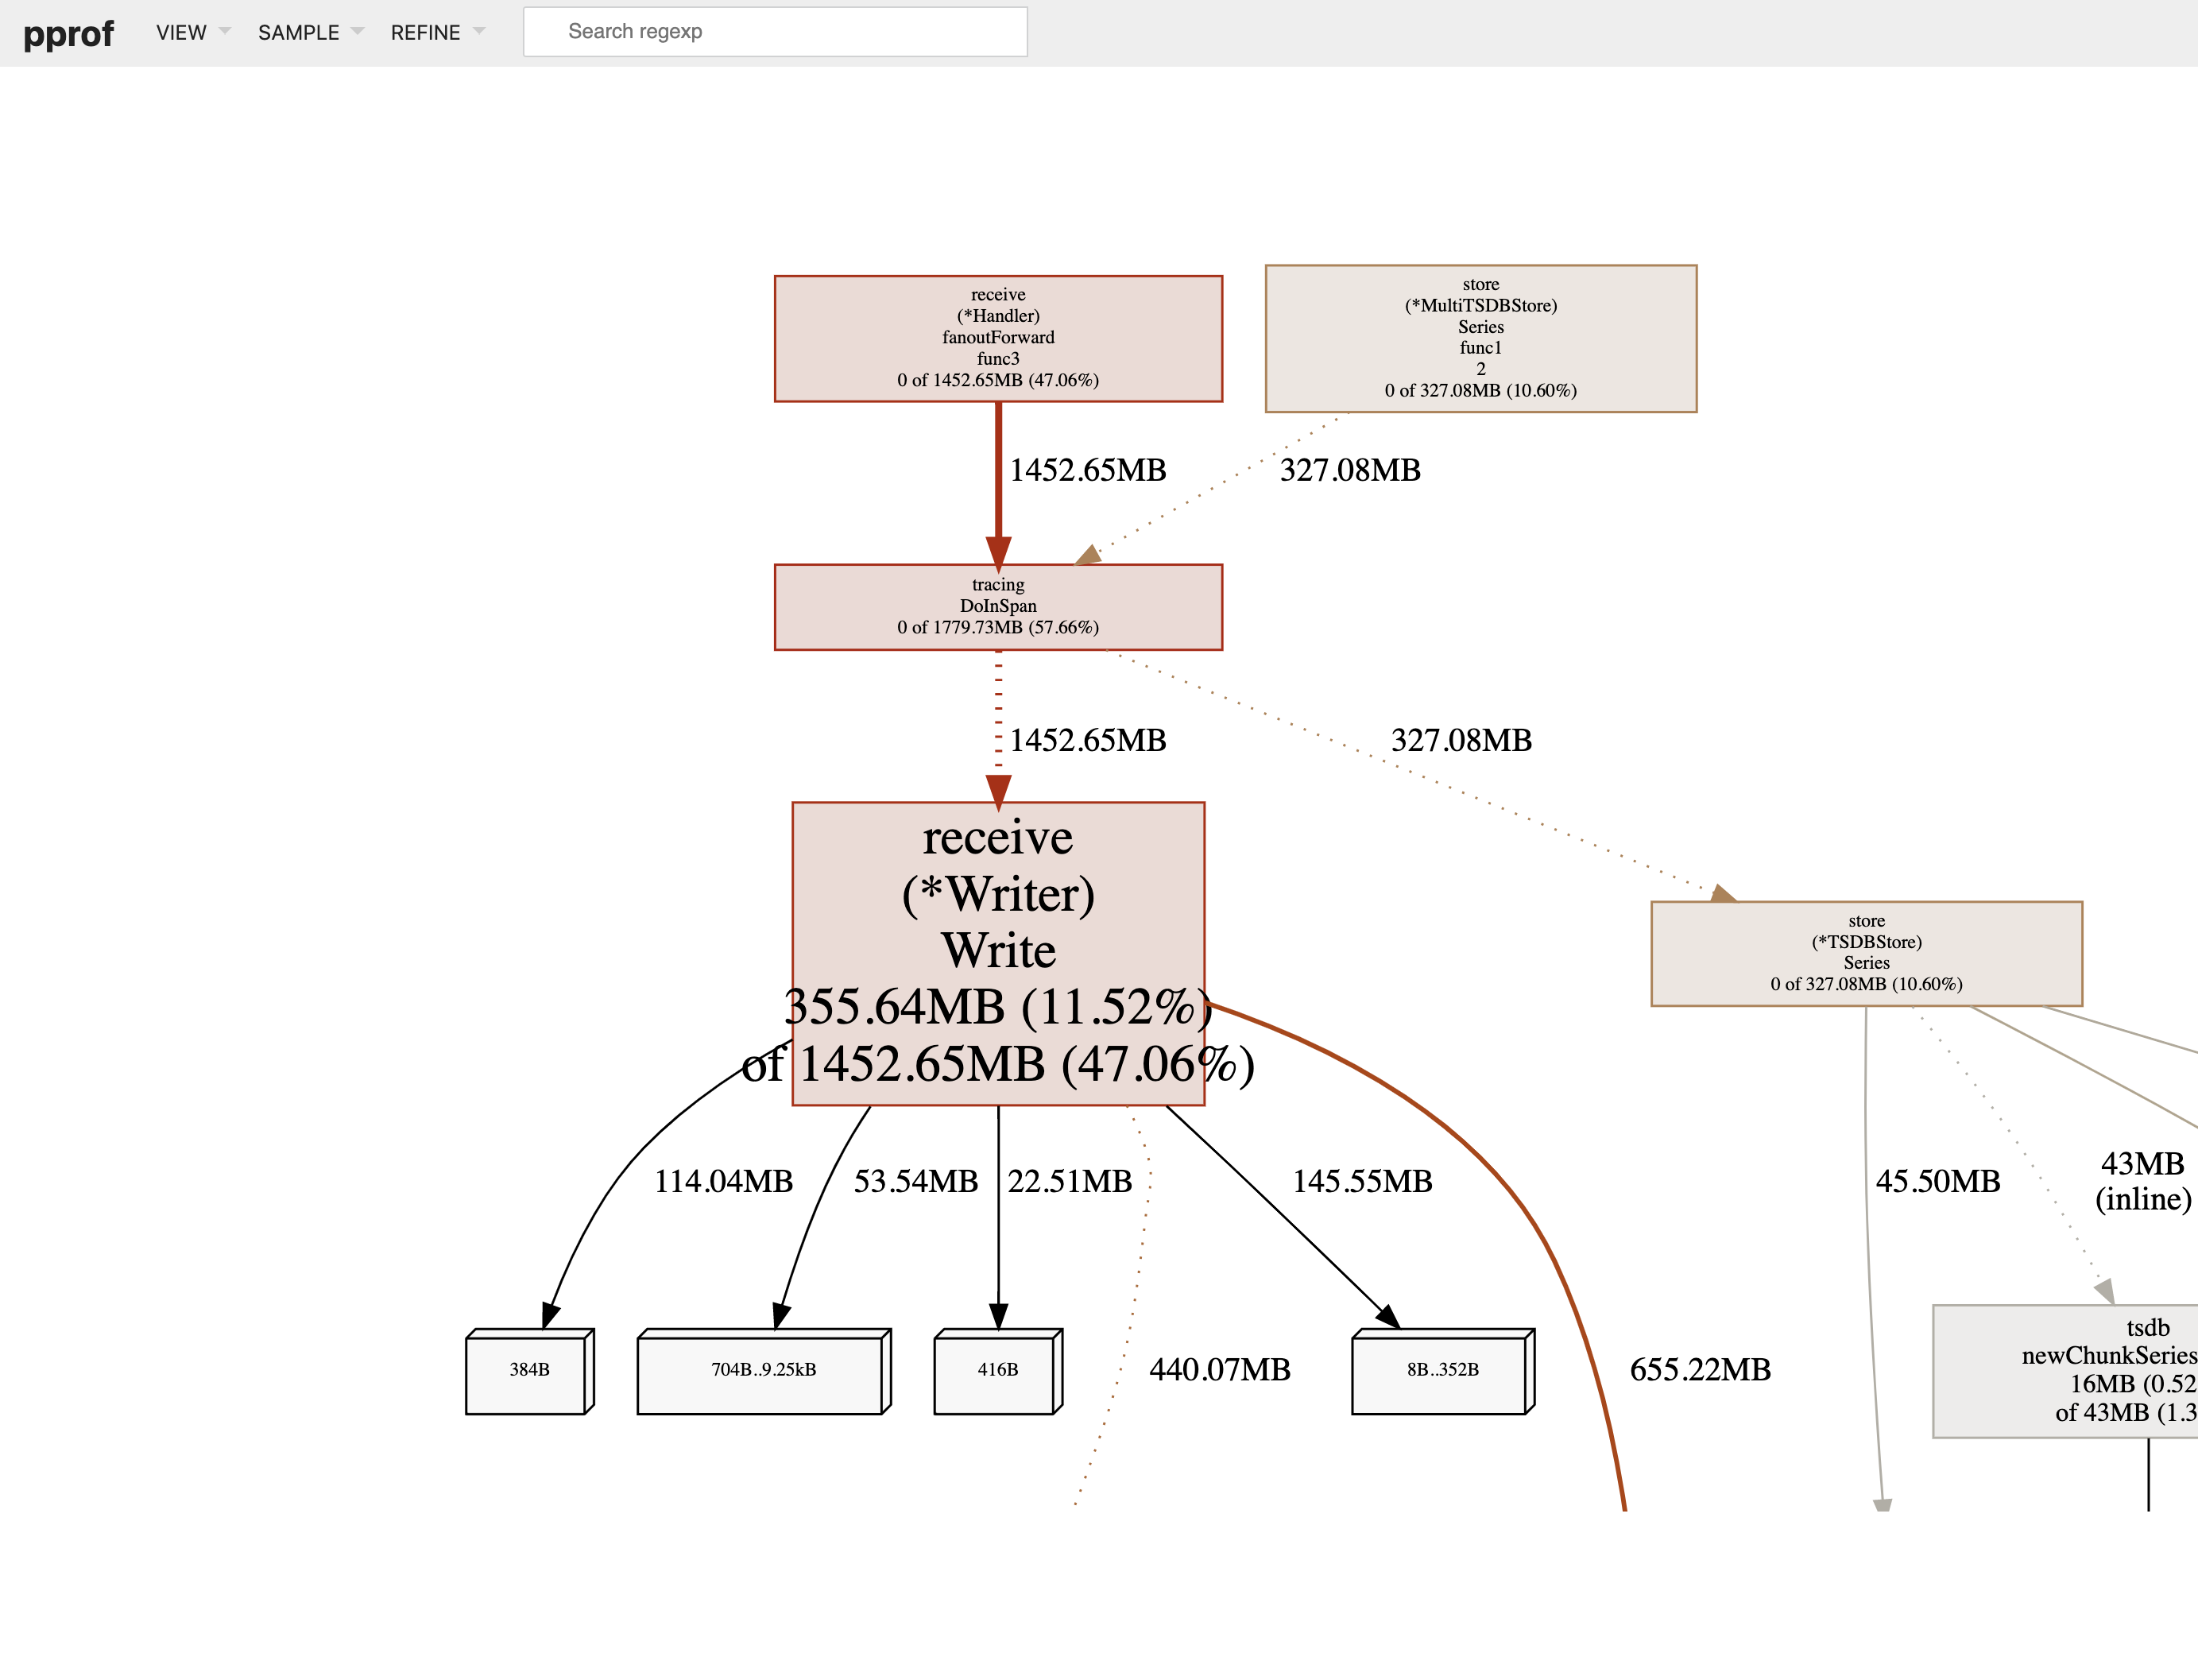 pprof
VIEW
SAMPLE
REFINE
Search regexp
receive
(*Handler)
fanoutForward
func3
0 of 1452.65MB (47.06%)
store
(*MultiTSDBStore)
Series
func1
2
0 of 327.08MB (10.60%)
1452.65MB
327.08MB
tracing
DoInSpan
0 of 1779.73MB (57.66%)
1452.65MB
327.08MB
receive
(*Writer)
Write
355.64MB (11.52%)
of 1452.65MB (47.06%)
store
(*TSDBStore)
Series
0 of 327.08MB (10.60%)
114.04MB
53.54MB
22.51MB
145.55MB
45.50MB
43MB
(inline)
384B
704B..9.25kB
416B
440.07MB
8B..352B
655.22MB
tsdb
newChunkSeries
16MB (0.52
of 43MB (1.3